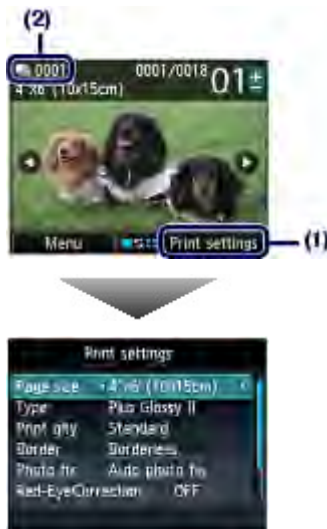 (2)
0001 0001/0018 01±
4"x6" (10x15cm)
Menu Print settings (1)
Print settings
Page size 4"x6" (10x15cm)
Type Plus Glossy II
Print qlty Standard
Border Borderless
Photo fix Auto photo fix
Red-EyeCorrection OFF